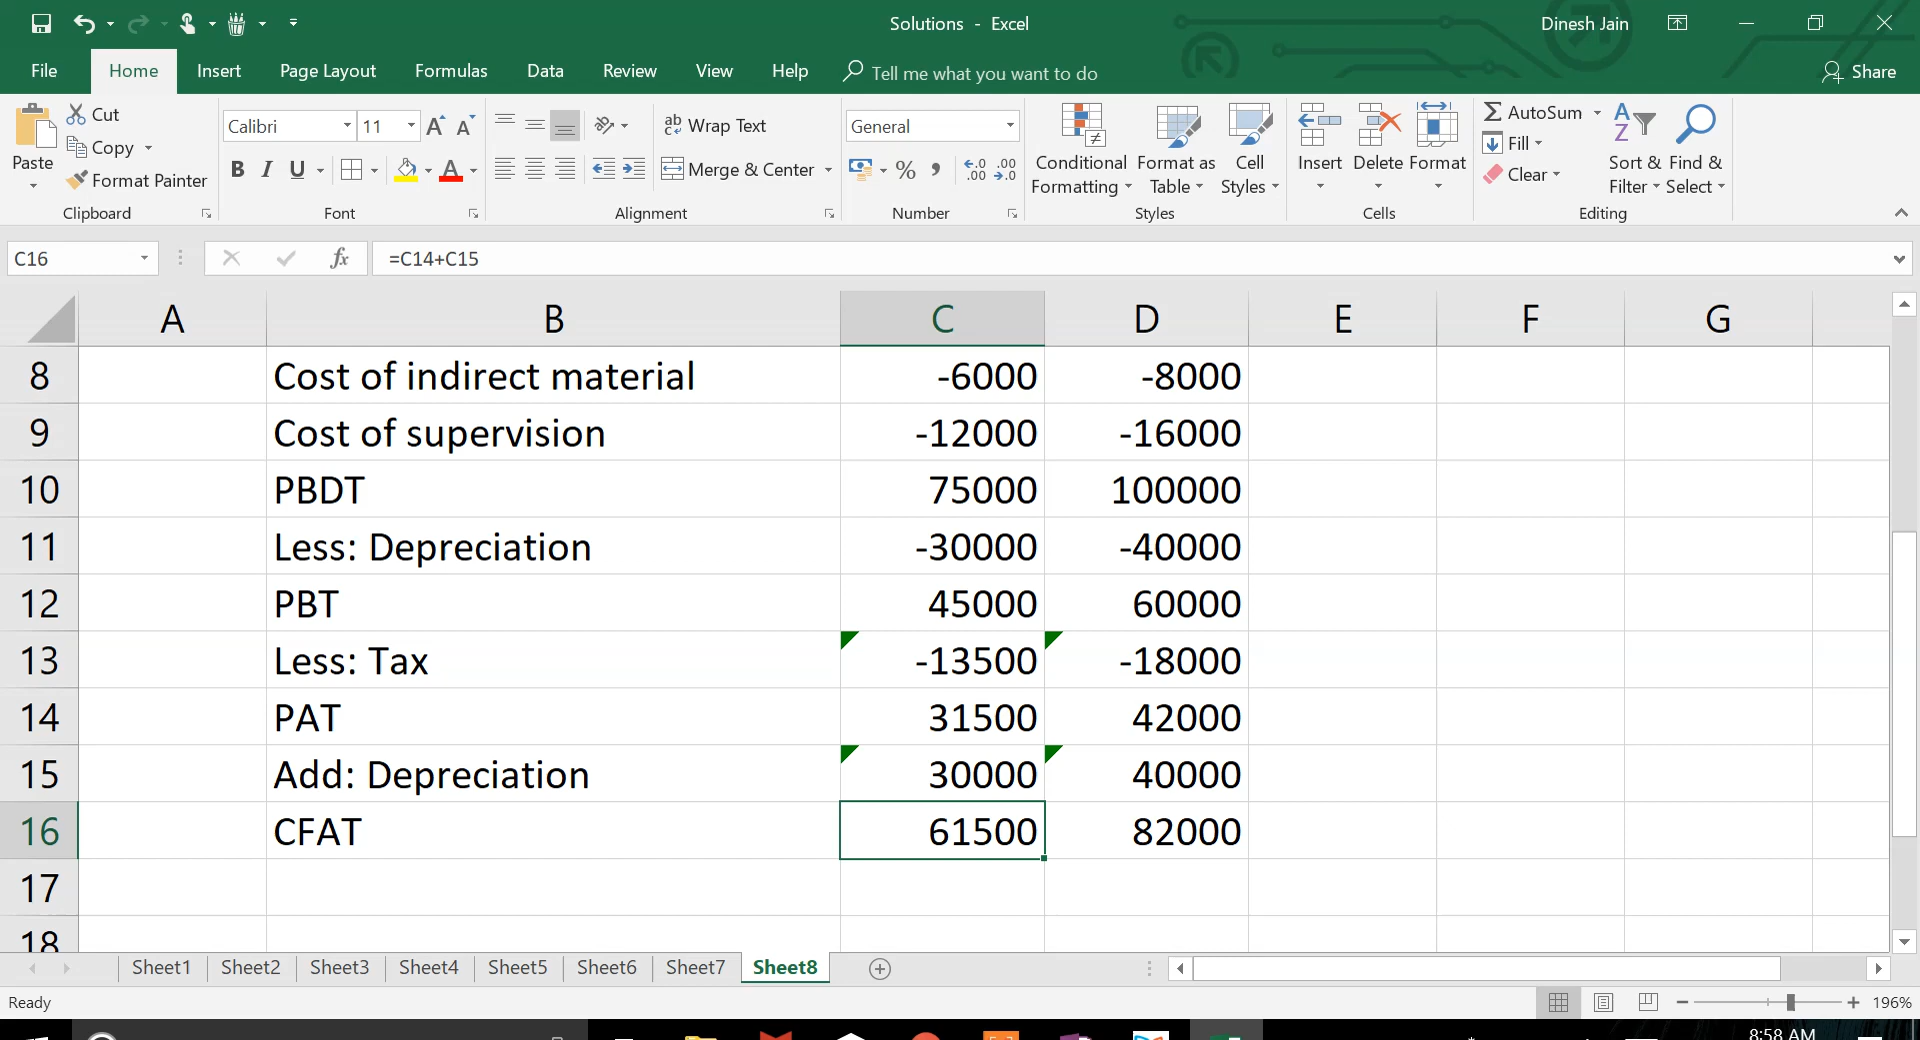 Solutions - Excel
Dinesh Jain
File Home Insert Page Layout Formulas Data Review View Help Tell me what you want to do Share
Cut
Copy
Format Painter
Paste
Clipboard
Calibri 11
B I U
Font
Wrap Text
Merge & Center
Alignment
General
Number
Conditional Formatting
Format as Table
Cell Styles
Styles
Insert Delete Format
Cells
AutoSum
Fill
Clear
Sort & Filter
Find & Select
Editing
C16 fx =C14+C15
A B C D E F G
8 Cost of indirect material -6000 -8000
9 Cost of supervision -12000 -16000
10 PBDT 75000 100000
11 Less: Depreciation -30000 -40000
12 PBT 45000 60000
13 Less: Tax -13500 -18000
14 PAT 31500 42000
15 Add: Depreciation 30000 40000
16 CFAT 61500 82000
17
18
Sheet1 Sheet2 Sheet3 Sheet4 Sheet5 Sheet6 Sheet7 Sheet8
Ready 196%
8:58 AM